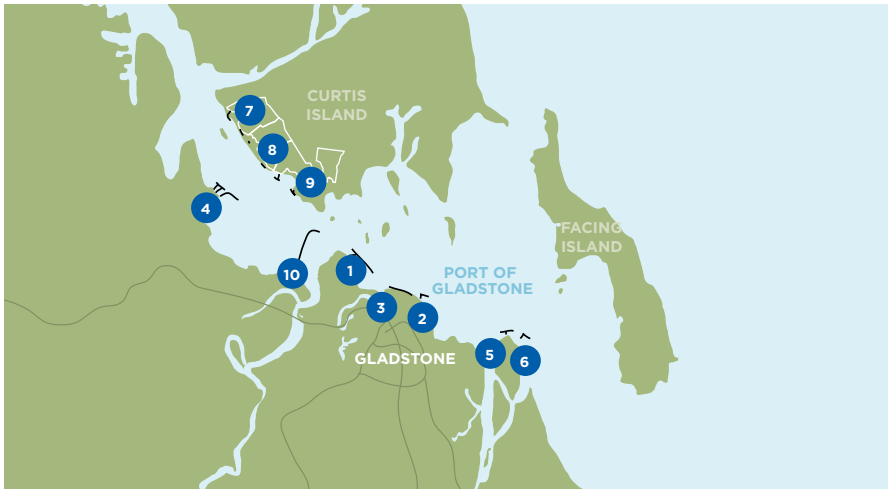 CURTIS
ISLAND
7
8
9
4
FACING
ISLAND
10
1
PORT OF
GLADSTONE
3
2
GLADSTONE
5
6